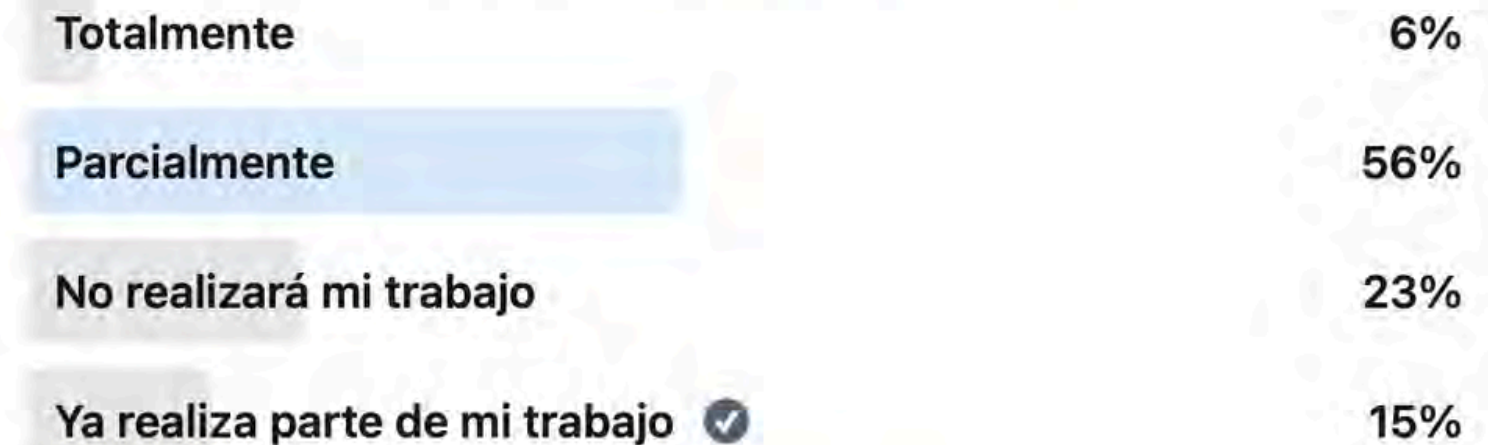 Totalmente 6%
Parcialmente 56%
No realizará mi trabajo 23%
Ya realiza parte de mi trabajo 15%